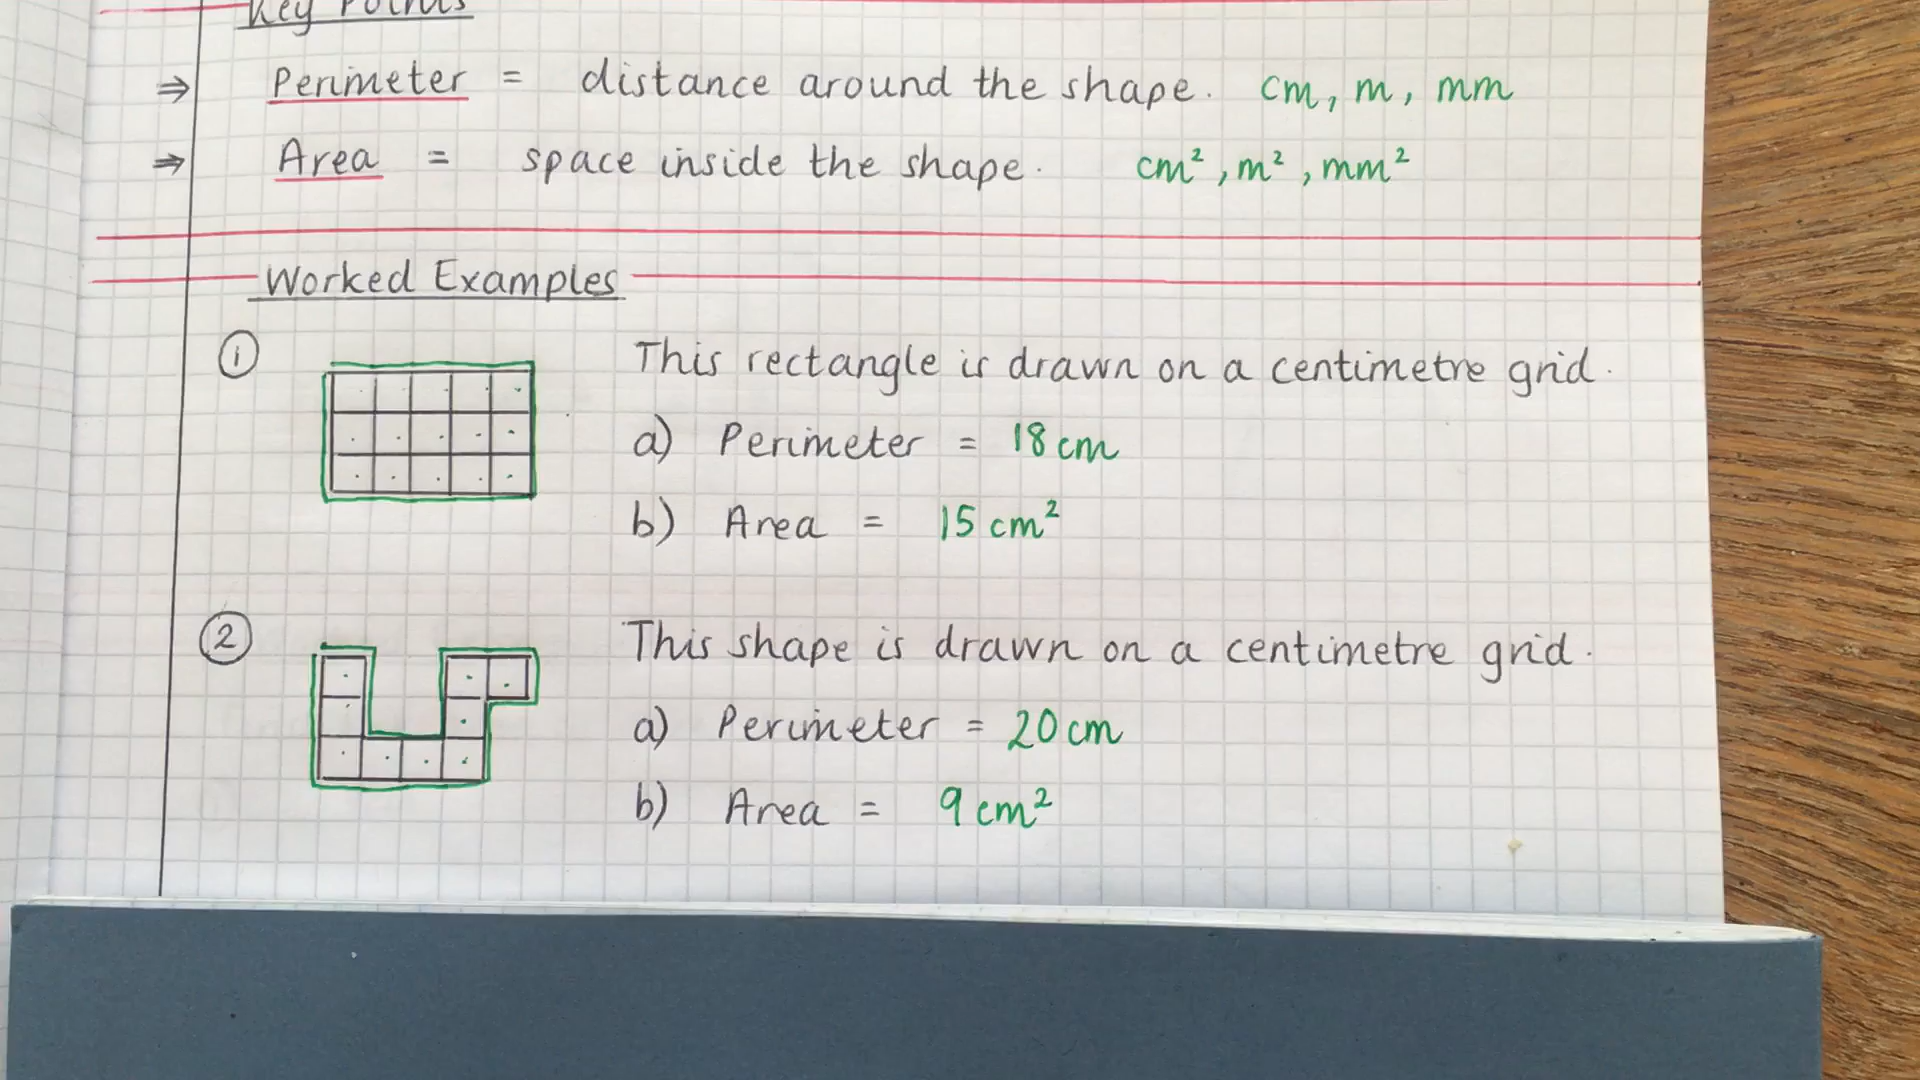 Key Points
⇒ Perimeter = distance around the shape. cm, m, mm
⇒ Area = space inside the shape. cm², m², mm²
Worked Examples
① This rectangle is drawn on a centimetre grid.
a) Perimeter = 18 cm
b) Area = 15 cm²
② This shape is drawn on a centimetre grid.
a) Perimeter = 20 cm
b) Area = 9 cm²